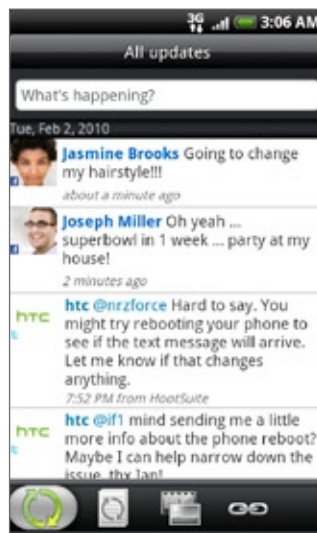 3G 3:06 AM
All updates
What's happening?
Tue, Feb 2, 2010
Jasmine Brooks Going to change
my hairstyle!!!
about a minute ago
Joseph Miller Oh yeah ...
superbowl in 1 week ... party at my
house!
2 minutes ago
htc
htc @nrzforce Hard to say. You
might try rebooting your phone to
see if the text message will arrive.
Let me know if that changes
anything.
7:52 PM from HootSuite
htc
htc @if1 mind sending me a little
more info about the phone reboot?
Maybe I can help narrow down the
issue. thx Ian!